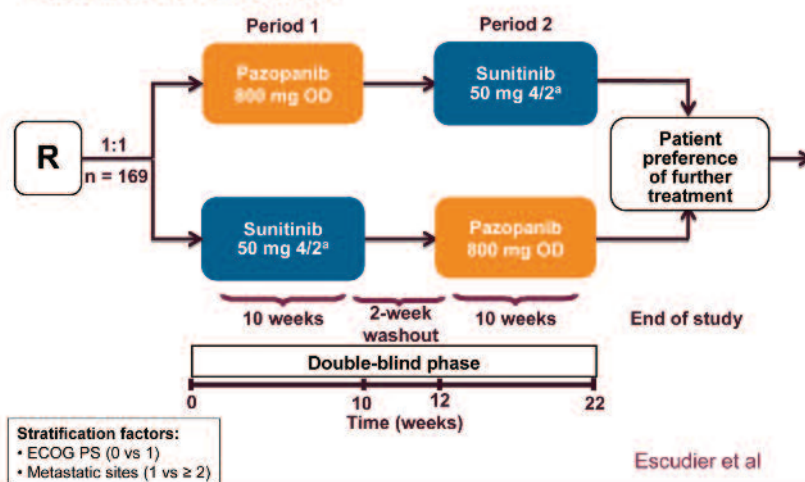 Period 1
Period 2
Pazopanib
800 mg OD
Sunitinib
50 mg 4/2ᵃ
R
1:1
n = 169
Patient
preference
of further
treatment
Sunitinib
50 mg 4/2ᵃ
Pazopanib
800 mg OD
10 weeks
2-week
washout
10 weeks
End of study
Double-blind phase
0
10
12
22
Time (weeks)
Stratification factors:
• ECOG PS (0 vs 1)
• Metastatic sites (1 vs ≥ 2)
Escudier et al